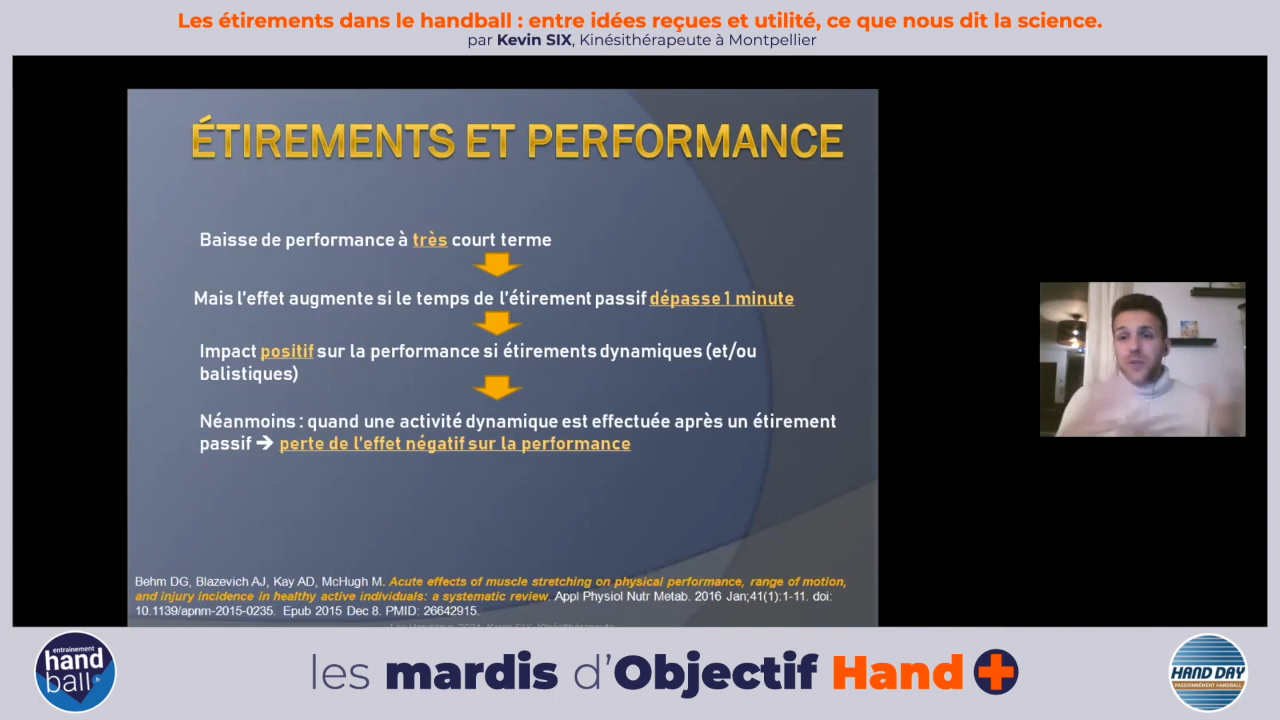 Les étirements dans le handball : entre idées reçues et utilité, ce que nous dit la science.
par Kevin SIX, Kinésithérapeute à Montpellier
ÉTIREMENTS ET PERFORMANCE
Baisse de performance à très court terme
Mais l'effet augmente si le temps de l'étirement passif dépasse 1 minute
Impact positif sur la performance si étirements dynamiques (et/ou
balistiques)
Néanmoins : quand une activité dynamique est effectuée après un étirement
passif → perte de l'effet négatif sur la performance
Behm DG, Blazevich AJ, Kay AD, McHugh M. Acute effects of muscle stretching on physical performance, range of motion,
and injury incidence in healthy active individuals: a systematic review. Appl Physiol Nutr Metab. 2016 Jan;41(1):1-11. doi:
10.1139/apnm-2015-0235. Epub 2015 Dec 8. PMID: 26642915.
entrainement
hand
ball.fr
les mardis d'Objectif Hand+
HAND DAY
PASSIONNÉMENT HANDBALL